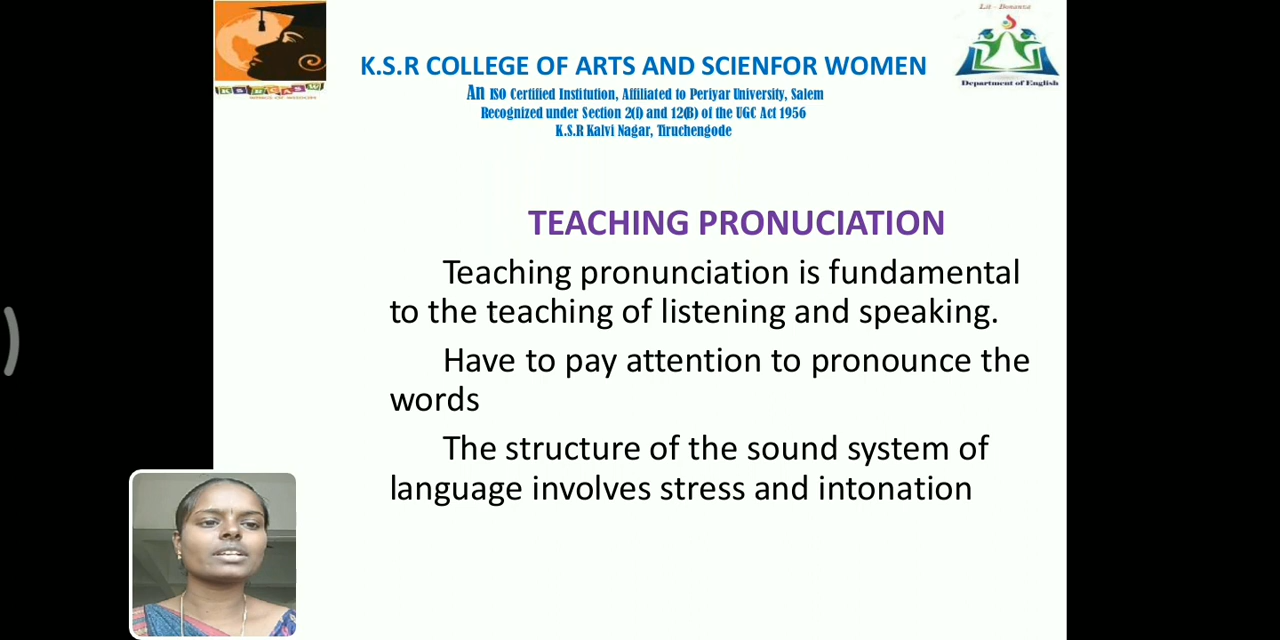 Lit - Bonanza
K.S.R COLLEGE OF ARTS AND SCIENFOR WOMEN
Department of English
An ISO Certified Institution, Affiliated to Periyar University, Salem
Recognized under Section 2(f) and 12(B) of the UGC Act 1956
K.S.R Kalvi Nagar, Tiruchengode
TEACHING PRONUCIATION
Teaching pronunciation is fundamental
to the teaching of listening and speaking.
Have to pay attention to pronounce the
words
The structure of the sound system of
language involves stress and intonation